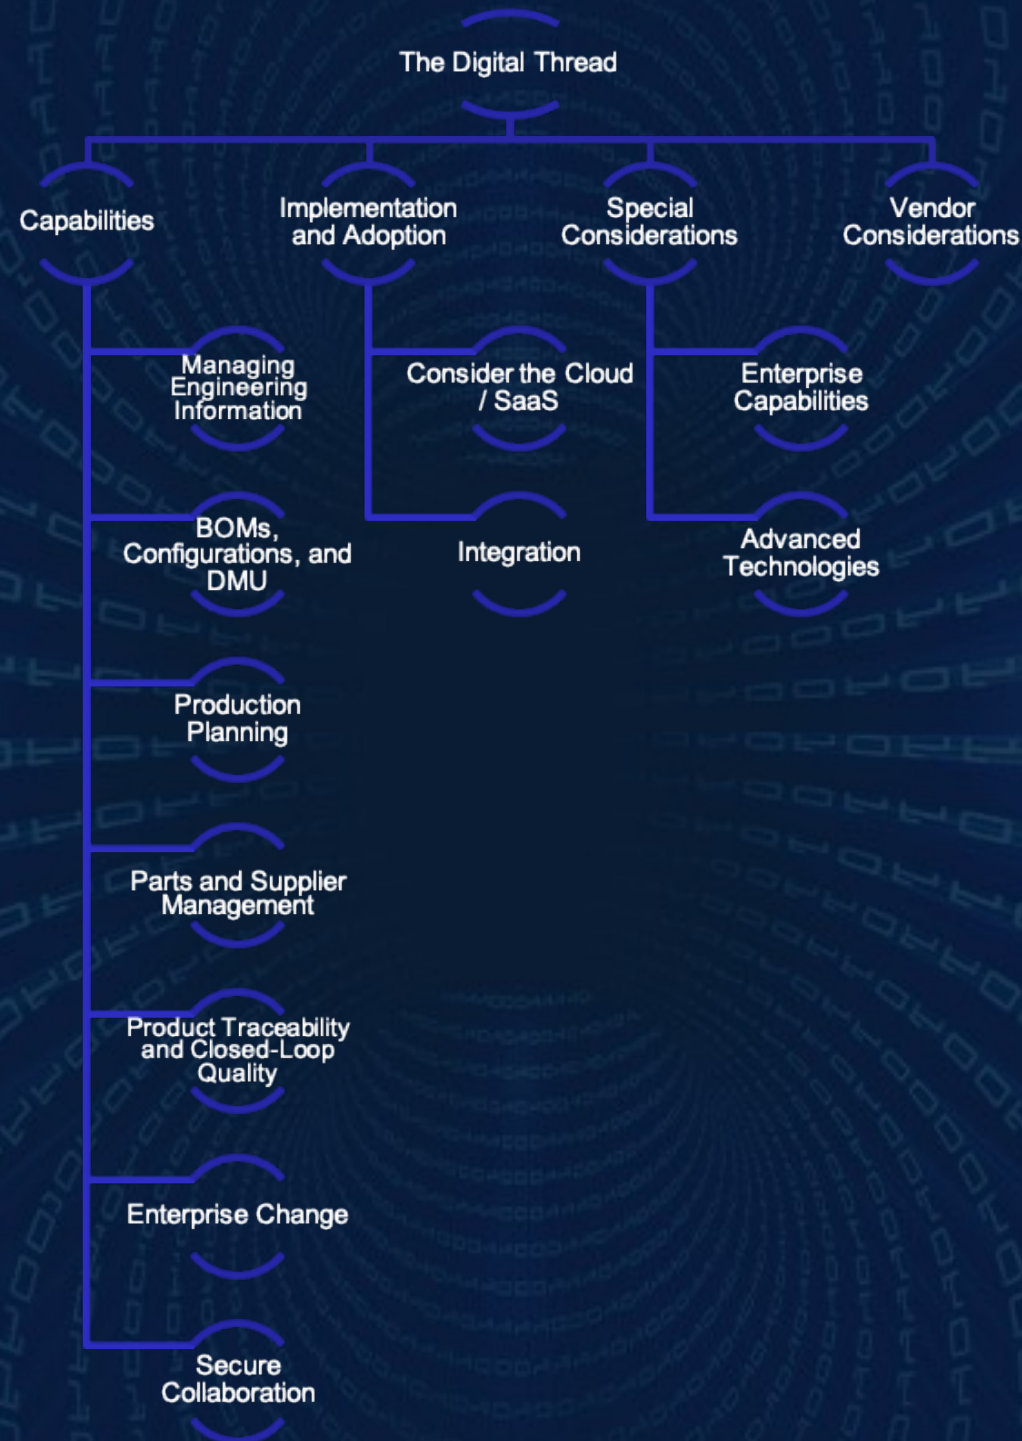 The Digital Thread
Capabilities
Implementation
and Adoption
Special
Considerations
Vendor
Considerations
Managing
Engineering
Information
Consider the Cloud
/ SaaS
Enterprise
Capabilities
BOMs,
Configurations, and
DMU
Integration
Advanced
Technologies
Production
Planning
Parts and Supplier
Management
Product Traceability
and Closed-Loop
Quality
Enterprise Change
Secure
Collaboration